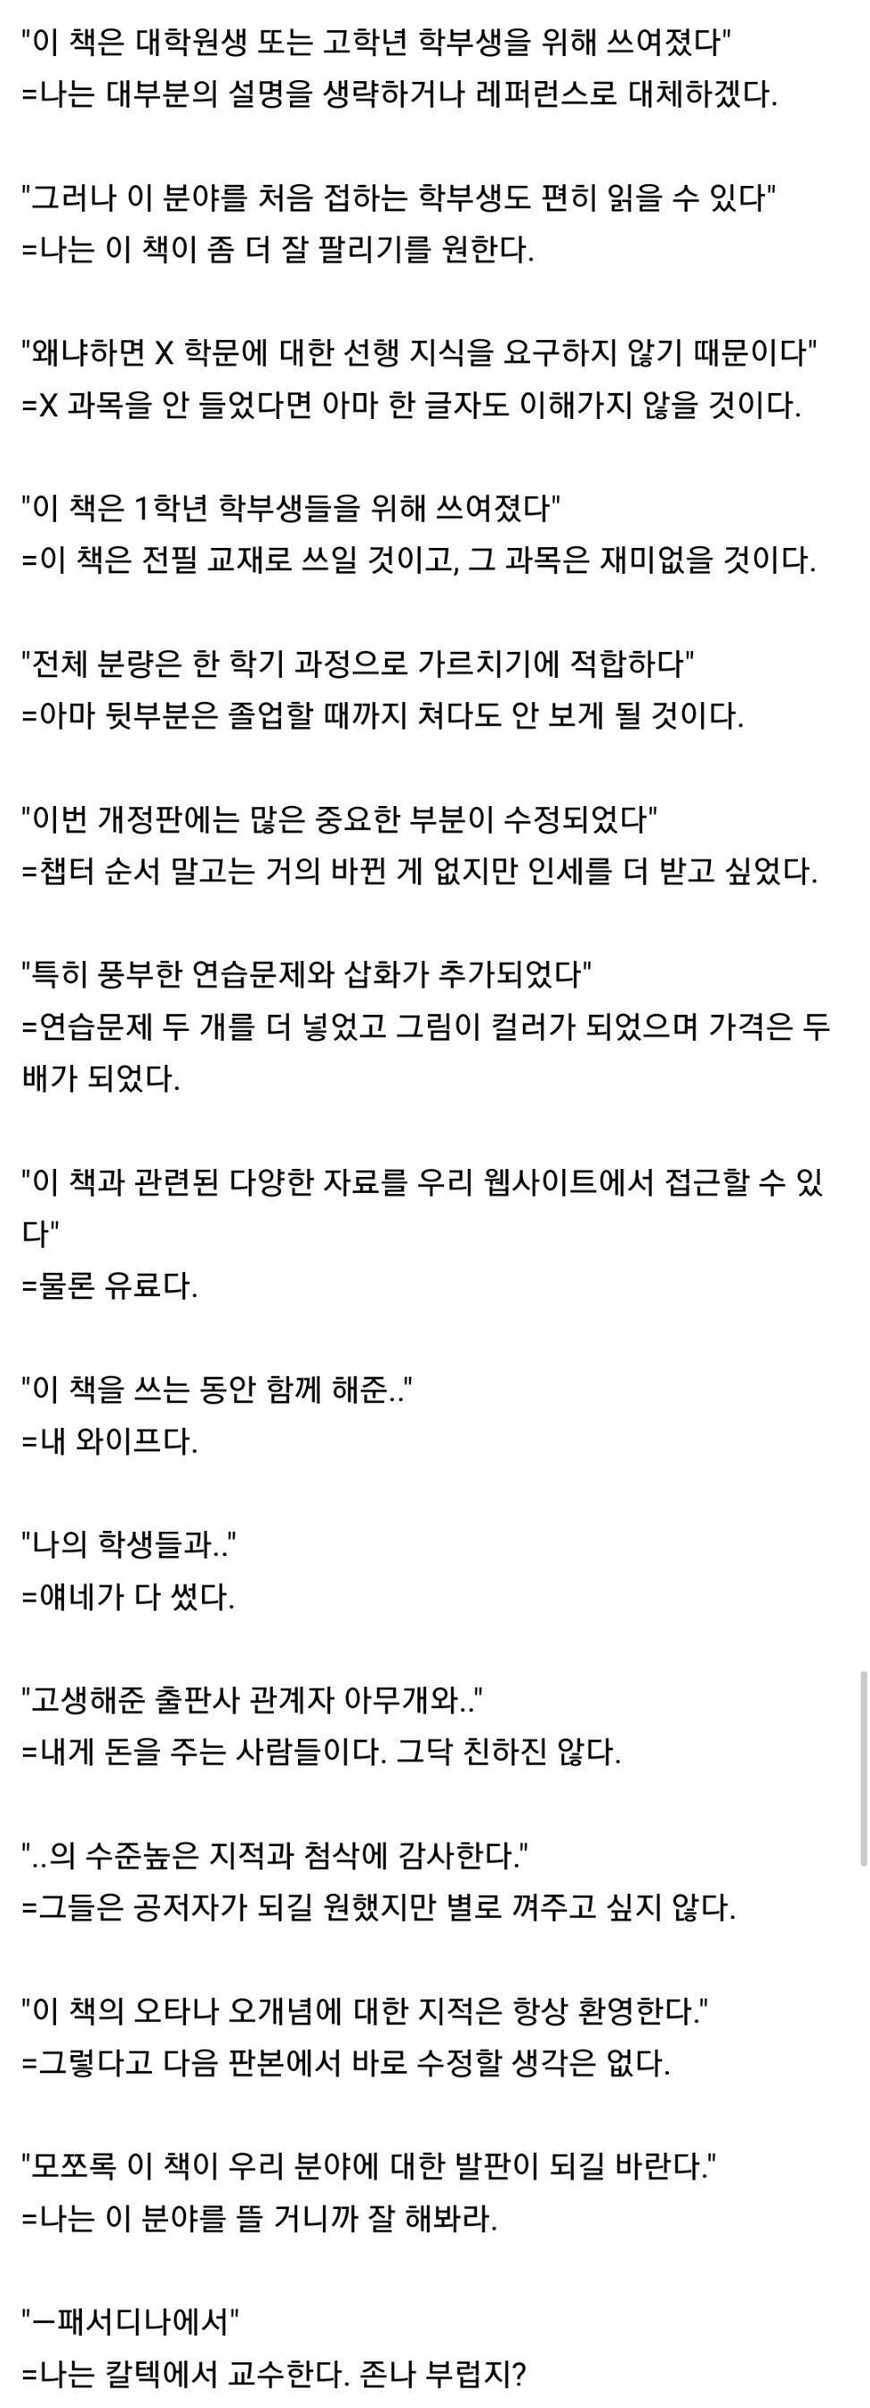 "이 책은 대학원생 또는 고학년 학부생을 위해 쓰여졌다"
=나는 대부분의 설명을 생략하거나 레퍼런스로 대체하겠다.
"그러나 이 분야를 처음 접하는 학부생도 편히 읽을 수 있다"
=나는 이 책이 좀 더 잘 팔리기를 원한다.
"왜냐하면 X 학문에 대한 선행 지식을 요구하지 않기 때문이다"
=X 과목을 안 들었다면 아마 한 글자도 이해가지 않을 것이다.
"이 책은 1학년 학부생들을 위해 쓰여졌다"
=이 책은 전필 교재로 쓰일 것이고, 그 과목은 재미없을 것이다.
"전체 분량은 한 학기 과정으로 가르치기에 적합하다"
=아마 뒷부분은 졸업할 때까지 쳐다도 안 보게 될 것이다.
"이번 개정판에는 많은 중요한 부분이 수정되었다"
=챕터 순서 말고는 거의 바뀐 게 없지만 인세를 더 받고 싶었다.
"특히 풍부한 연습문제와 삽화가 추가되었다"
=연습문제 두 개를 더 넣었고 그림이 컬러가 되었으며 가격은 두
배가 되었다.
"이 책과 관련된 다양한 자료를 우리 웹사이트에서 접근할 수 있
다"
=물론 유료다.
"이 책을 쓰는 동안 함께 해준.."
=내 와이프다.
"나의 학생들과.."
=얘네가 다 썼다.
"고생해준 출판사 관계자 아무개와.."
=내게 돈을 주는 사람들이다. 그닥 친하진 않다.
"..의 수준높은 지적과 첨삭에 감사한다."
=그들은 공저자가 되길 원했지만 별로 껴주고 싶지 않다.
"이 책의 오타나 오개념에 대한 지적은 항상 환영한다."
=그렇다고 다음 판본에서 바로 수정할 생각은 없다.
"모쪼록 이 책이 우리 분야에 대한 발판이 되길 바란다."
=나는 이 분야를 뜰 거니까 잘 해봐라.
"—패서디나에서"
=나는 칼텍에서 교수한다. 존나 부럽지?